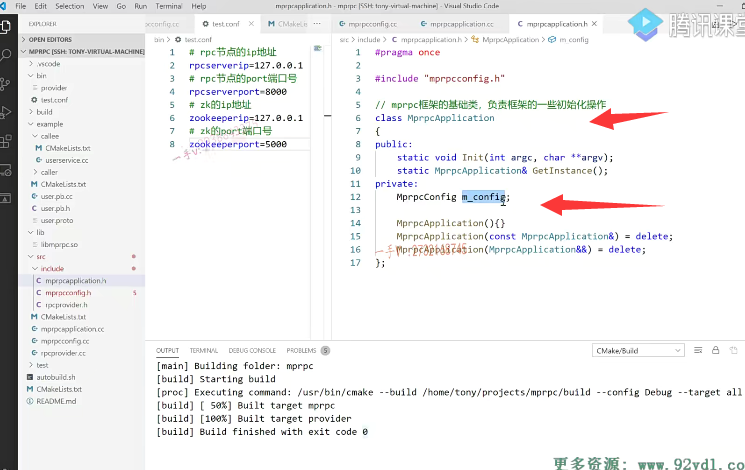 File Edit Selection View Go Run Terminal Help
mprpcapplication.h - mprpc [SSH: tony-virtual-machine] - Visual Studio Code
EXPLORER
OPEN EDITORS
MPRPC [SSH: TONY-VIRTUAL-MACHINE]
.vscode
bin
provider
test.conf
build
example
callee
CMakeLists.txt
userservice.cc
caller
CMakeLists.txt
user.pb.cc
user.pb.h
user.proto
lib
libmprpc.so
src
include
mprpcapplication.h
mprpcconfig.h 5
rpcprovider.h
CMakeLists.txt
mprpcapplication.cc
mprpcconfig.cc
rpcprovider.cc
test
autobuild.sh
CMakeLists.txt
README.md
rpcconfig.cc
test.conf
CMakeLis
bin > test.conf
1 # rpc节点的ip地址
2 rpcserverip=127.0.0.1
3 # rpc节点的port端口号
4 rpcserverport=8000
5 # zk的ip地址
6 zookeeperip=127.0.0.1
7 # zk的port端口号
8 zookeeperport=5000
mprpcconfig.cc
mprpcapplication.cc
mprpcapplication.h
腾讯课堂
src > include > mprpcapplication.h > MprpcApplication > m_config
1 #pragma once
2
3 #include "mprpcconfig.h"
4
5 // mprpc框架的基础类，负责框架的一些初始化操作
6 class MprpcApplication
7 {
8 public:
9 static void Init(int argc, char **argv);
10 static MprpcApplication& GetInstance();
11 private:
12 MprpcConfig m_config;
13
14 MprpcApplication(){}
15 MprpcApplication(const MprpcApplication&) = delete;
16 MprpcApplication(MprpcApplication&&) = delete;
17 };
OUTPUT TERMINAL DEBUG CONSOLE PROBLEMS 5
CMake/Build
[main] Building folder: mprpc
[build] Starting build
[proc] Executing command: /usr/bin/cmake --build /home/tony/projects/mprpc/build --config Debug --target all
[build] [ 50%] Built target mprpc
[build] [100%] Built target provider
[build] Build finished with exit code 0
更多资源: www.92vdl.com